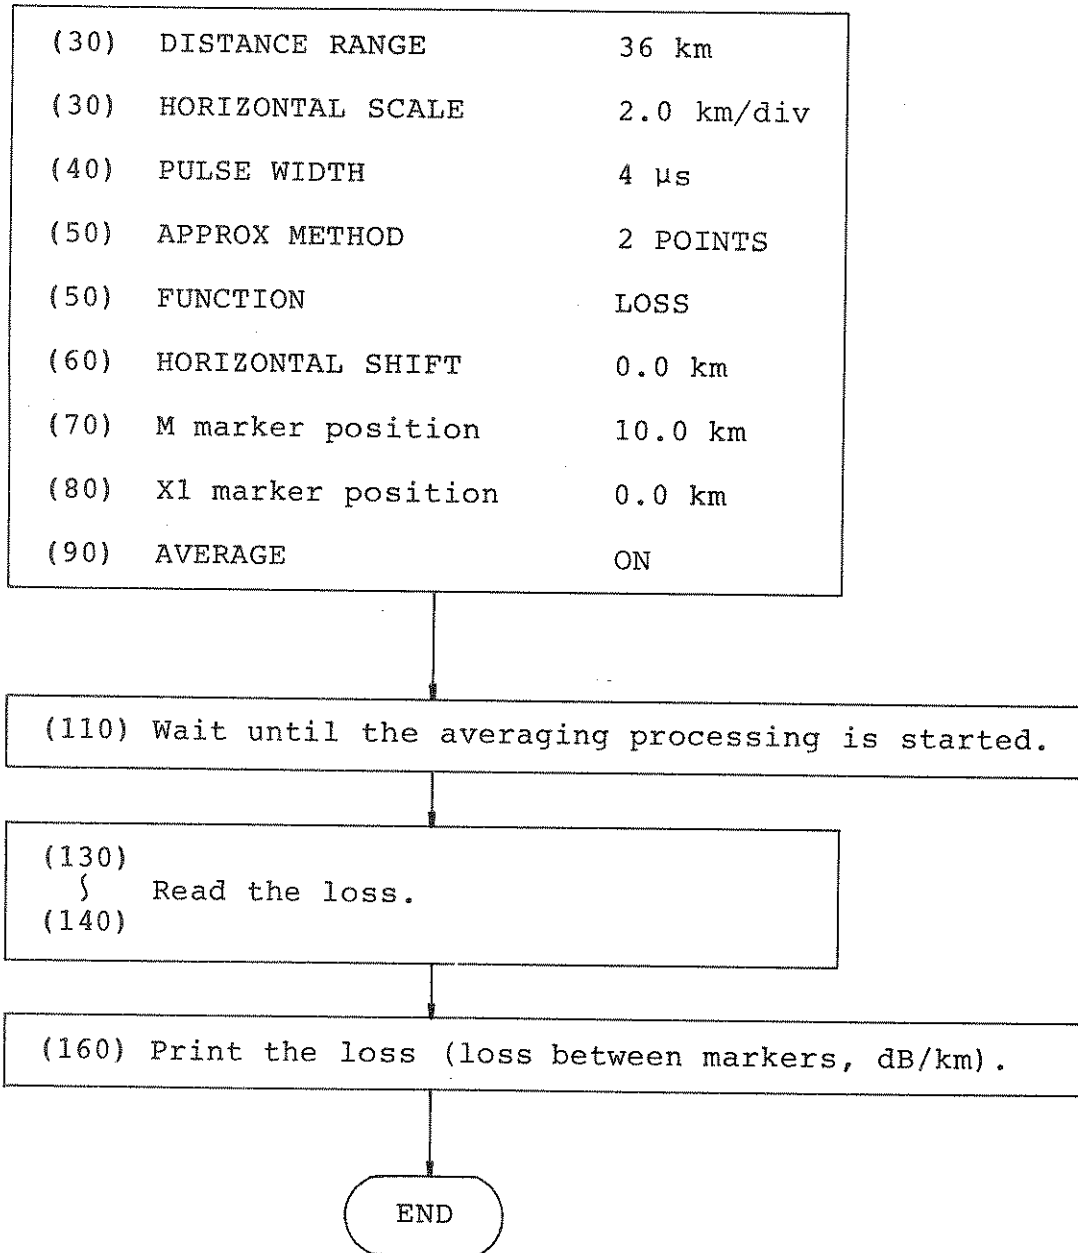 (30) DISTANCE RANGE 36 km
(30) HORIZONTAL SCALE 2.0 km/div
(40) PULSE WIDTH 4 µs
(50) APPROX METHOD 2 POINTS
(50) FUNCTION LOSS
(60) HORIZONTAL SHIFT 0.0 km
(70) M marker position 10.0 km
(80) X1 marker position 0.0 km
(90) AVERAGE ON
(110) Wait until the averaging processing is started.
(130)
⟆ Read the loss.
(140)
(160) Print the loss (loss between markers, dB/km).
END